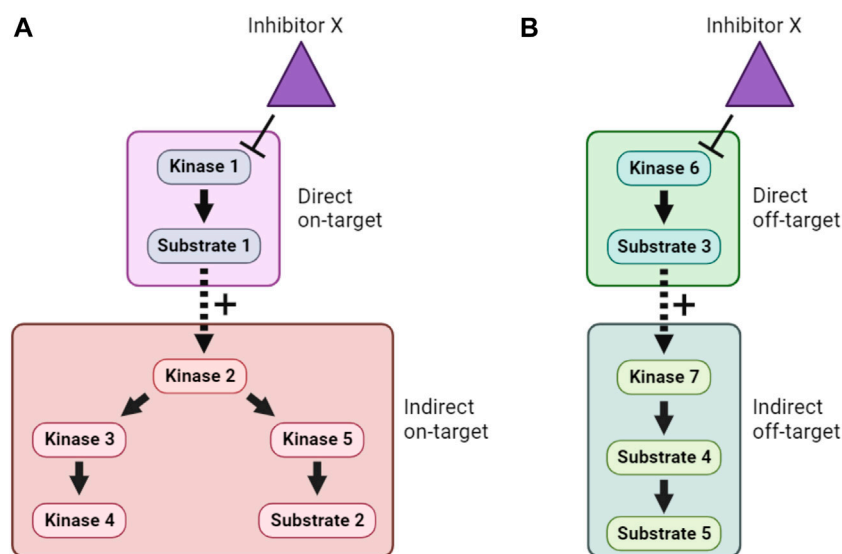 A
Inhibitor X
Kinase 1
Substrate 1
Direct
on-target
+
Kinase 2
Kinase 3
Kinase 5
Kinase 4
Substrate 2
Indirect
on-target
B
Inhibitor X
Kinase 6
Substrate 3
Direct
off-target
+
Kinase 7
Substrate 4
Substrate 5
Indirect
off-target